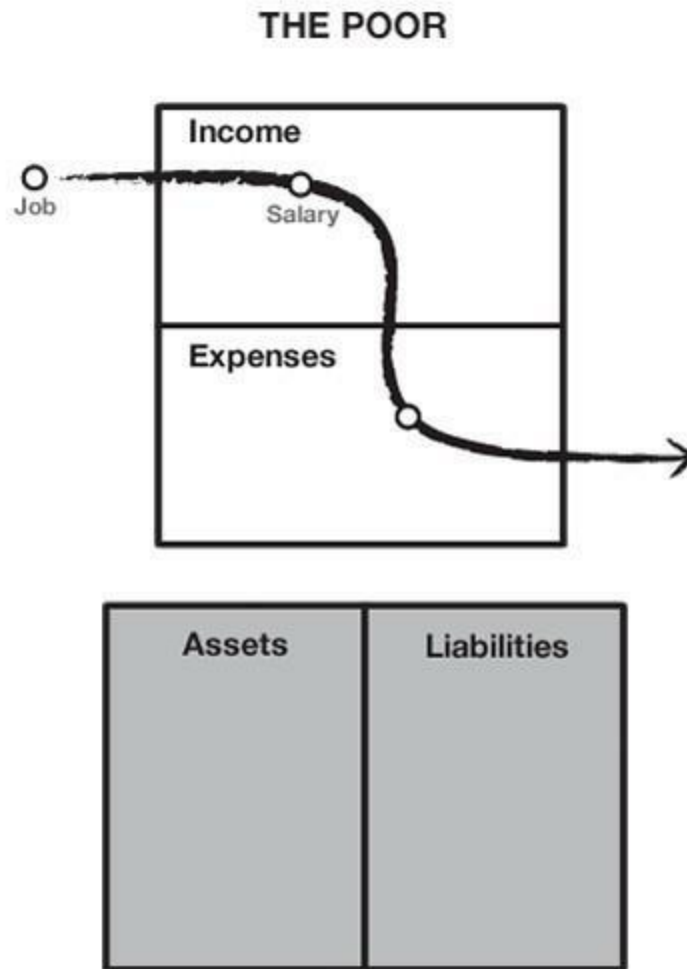 THE POOR
Income
Job
Salary
Expenses
Assets
Liabilities